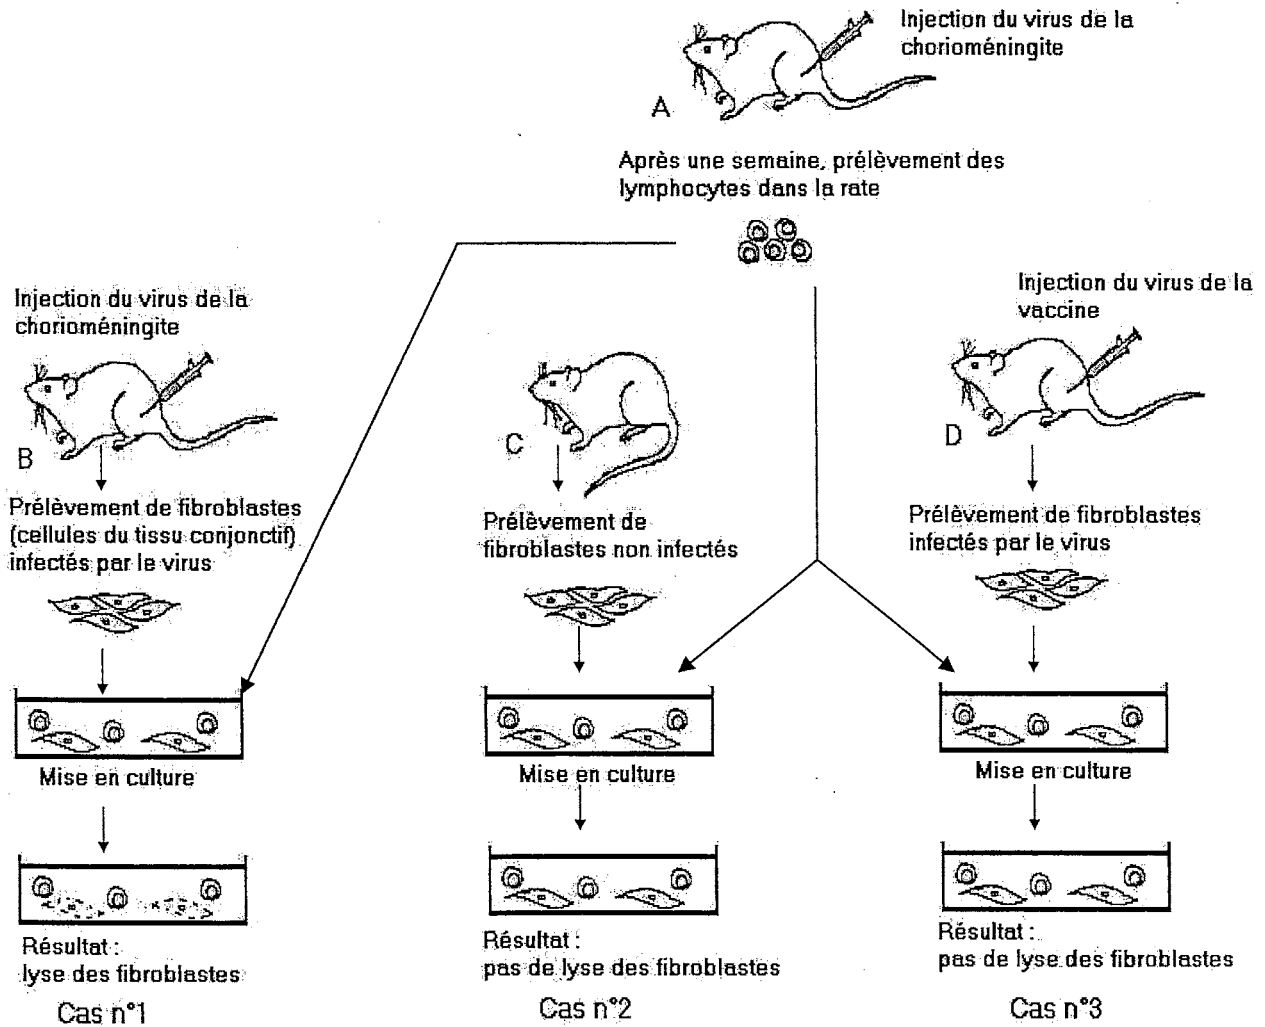 Injection du virus de la
chorioméningite
A
Après une semaine, prélèvement des
lymphocytes dans la rate
Injection du virus de la
chorioméningite
B
Prélèvement de fibroblastes
(cellules du tissu conjonctif)
infectés par le virus
Mise en culture
Résultat :
lyse des fibroblastes
Cas n°1
C
Prélèvement de
fibroblastes non infectés
Mise en culture
Résultat :
pas de lyse des fibroblastes
Cas n°2
Injection du virus de la
vaccine
D
Prélèvement de fibroblastes
infectés par le virus
Mise en culture
Résultat :
pas de lyse des fibroblastes
Cas n°3